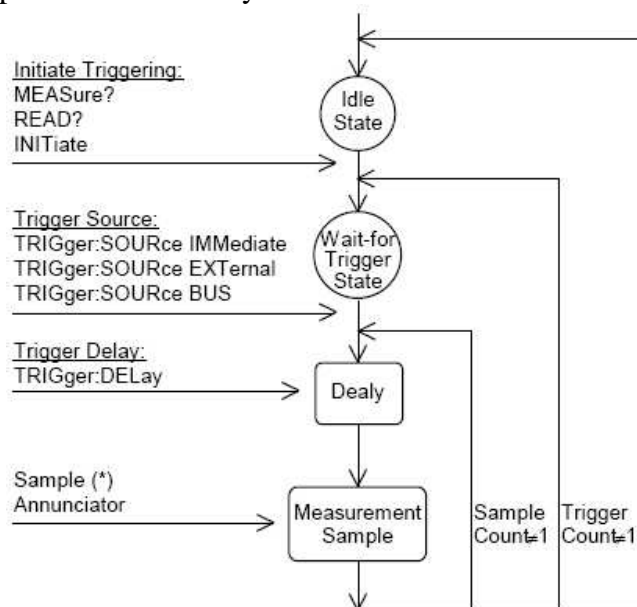 Initiate Triggering:
MEASure?
READ?
INITiate
Idle
State
Trigger Source:
TRIGger:SOURce IMMediate
TRIGger:SOURce EXTernal
TRIGger:SOURce BUS
Wait-for
Trigger
State
Trigger Delay:
TRIGger:DELay
Dealy
Sample (*)
Annunciator
Measurement
Sample
Sample
Count≠1
Trigger
Count≠1